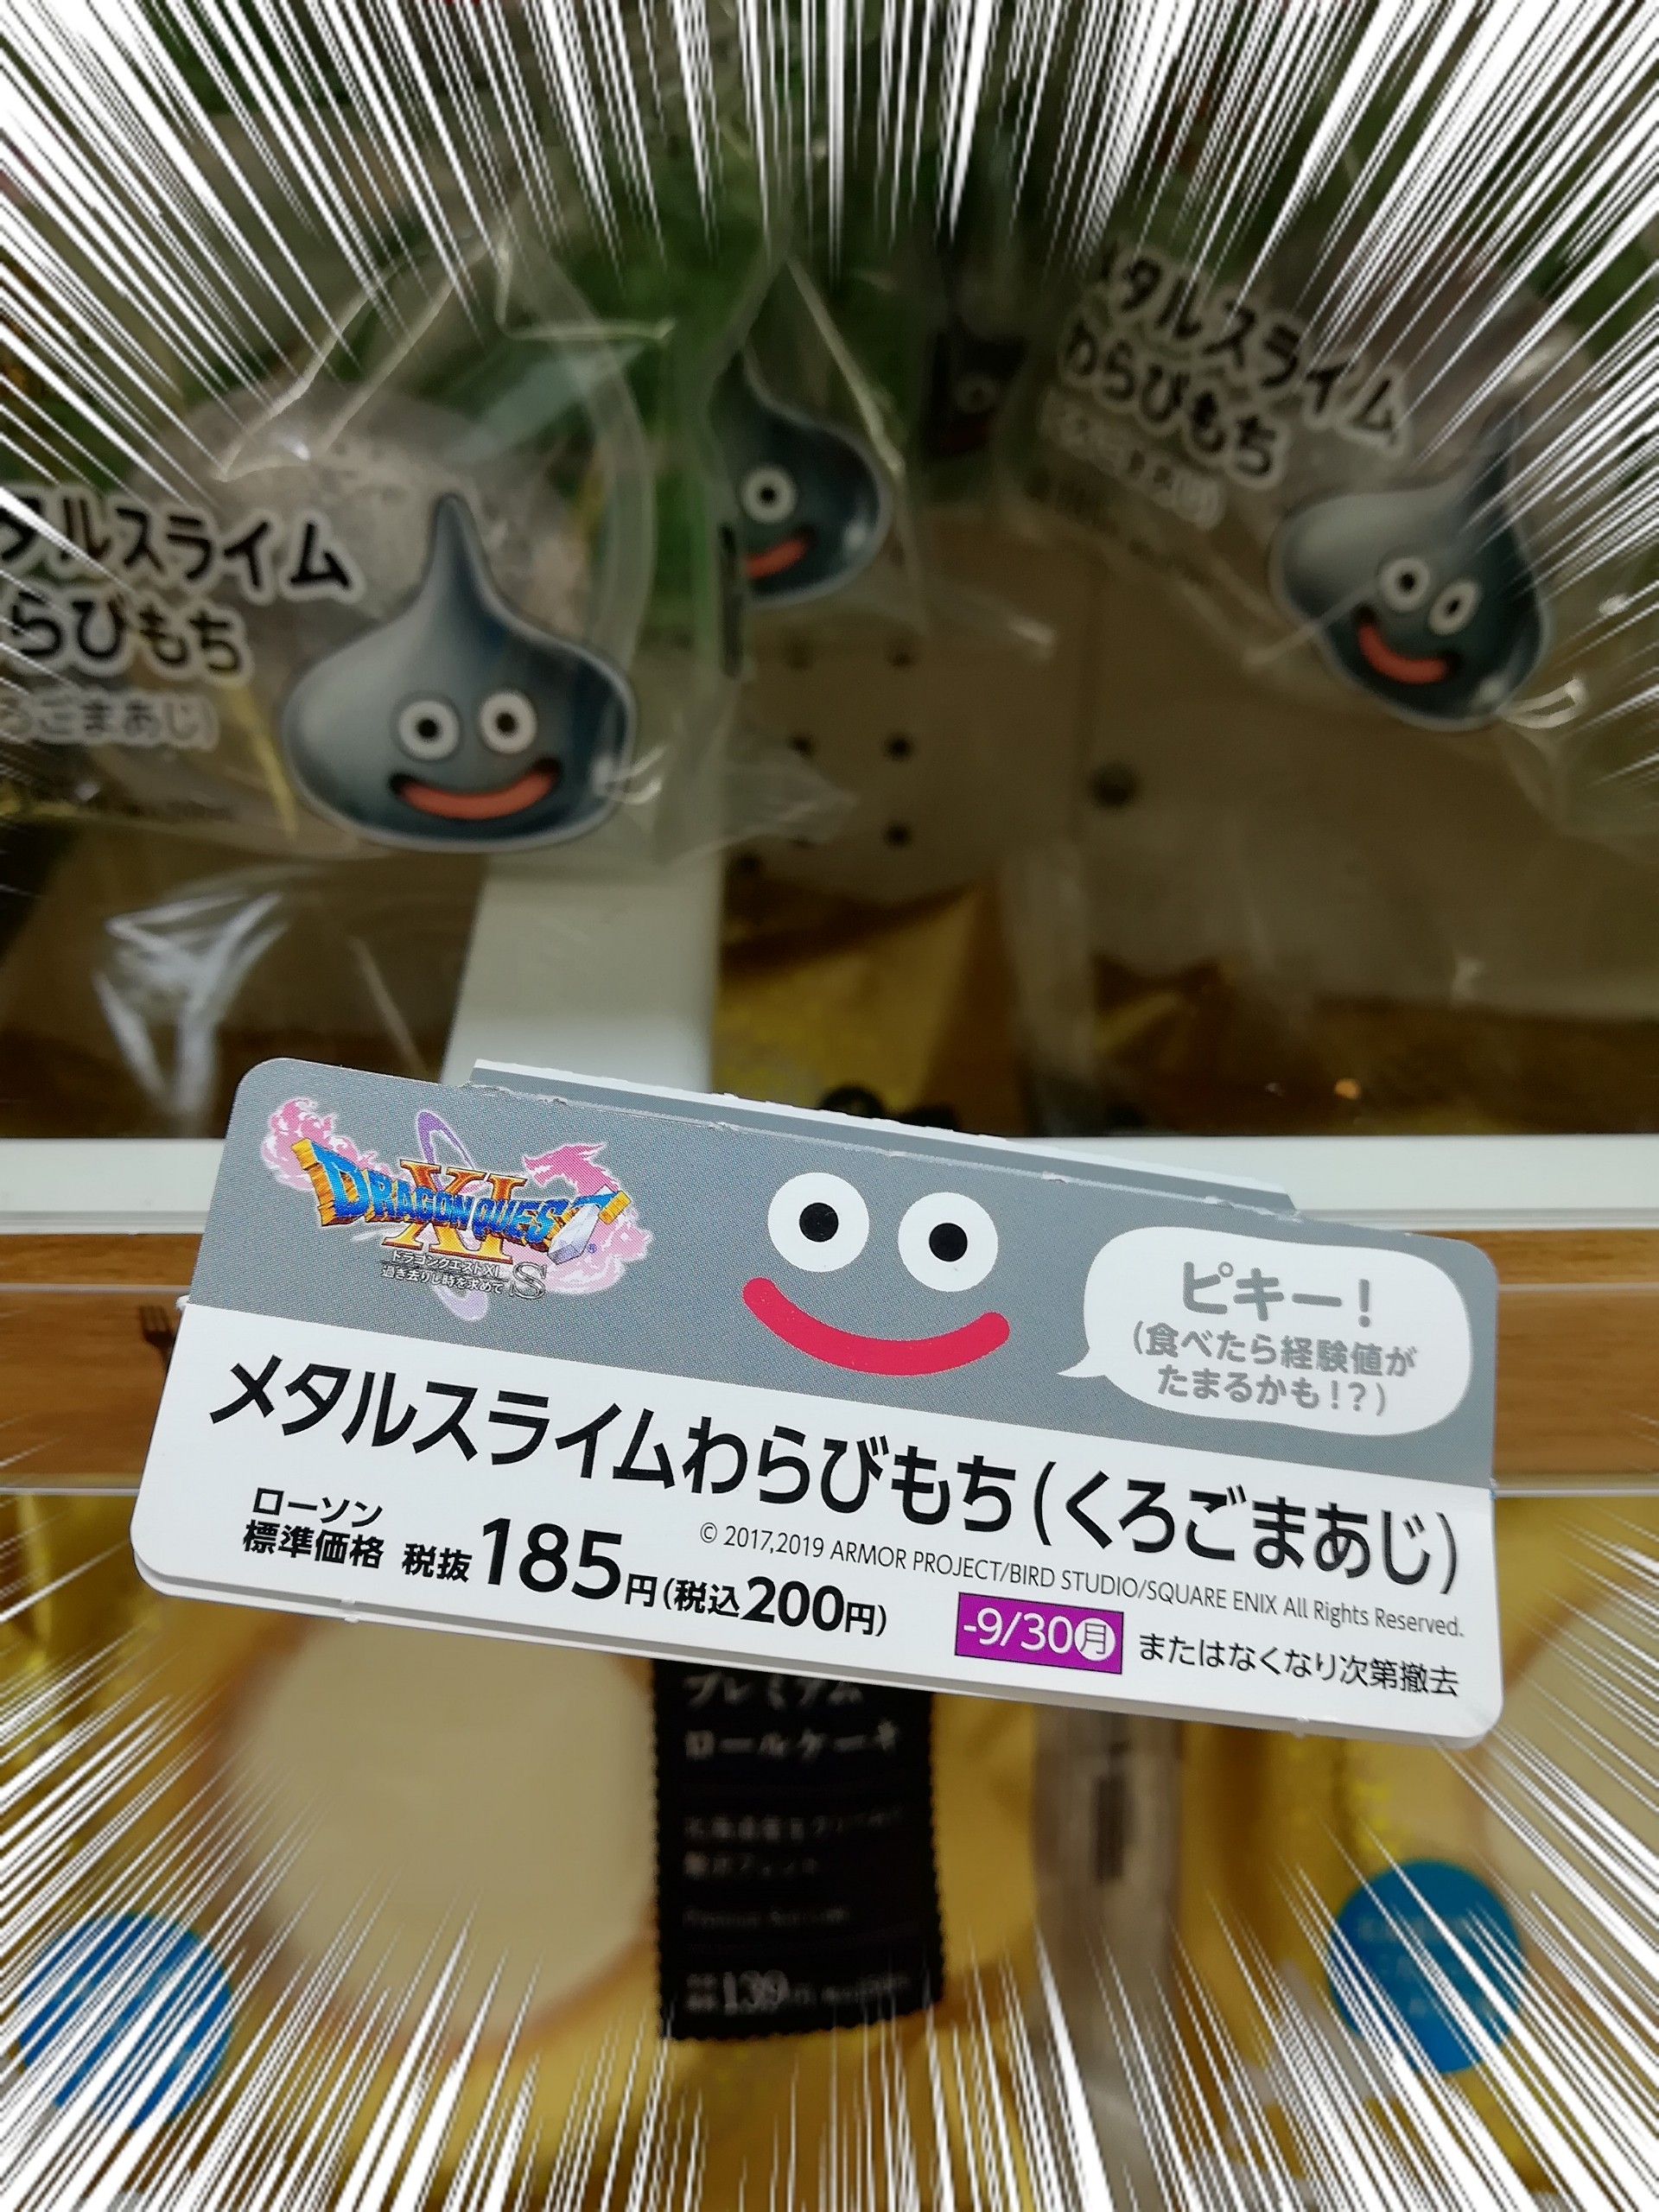 タルスライム
わらびもち
タルスライム
らびもち
ろごまあじ)
DRAGON QUEST
XI
ドラゴンクエストXI
過ぎ去りし時を求めて S
ピキー!
(食べたら経験値が
たまるかも!?)
メタルスライムわらびもち(くろごまあじ)
© 2017,2019 ARMOR PROJECT/BIRD STUDIO/SQUARE ENIX All Rights Reserved.
ローソン
標準価格 税抜185円(税込200円)
-9/30月 またはなくなり次第撤去
プレミアム
ロールケーキ
139